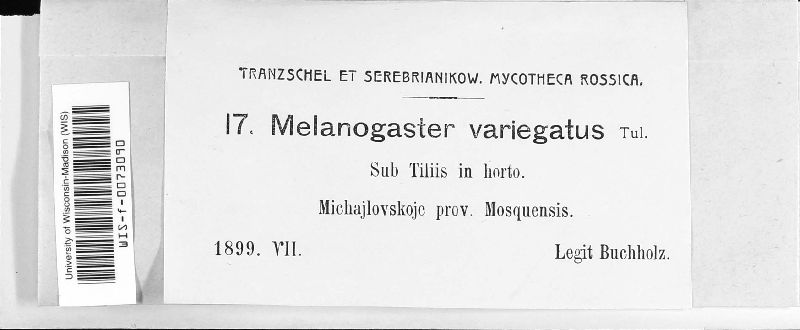 TRANZSCHEL ET SEREBRIANIKOW. MYCOTHECA ROSSICA.
17. Melanogaster variegatus Tul.
Sub Tiliis in horto.
Michajlovskoje prov. Mosquensis.
1899. VII. Legit Buchholz.
University of Wisconsin-Madison (WIS)
WIS-f-0073090